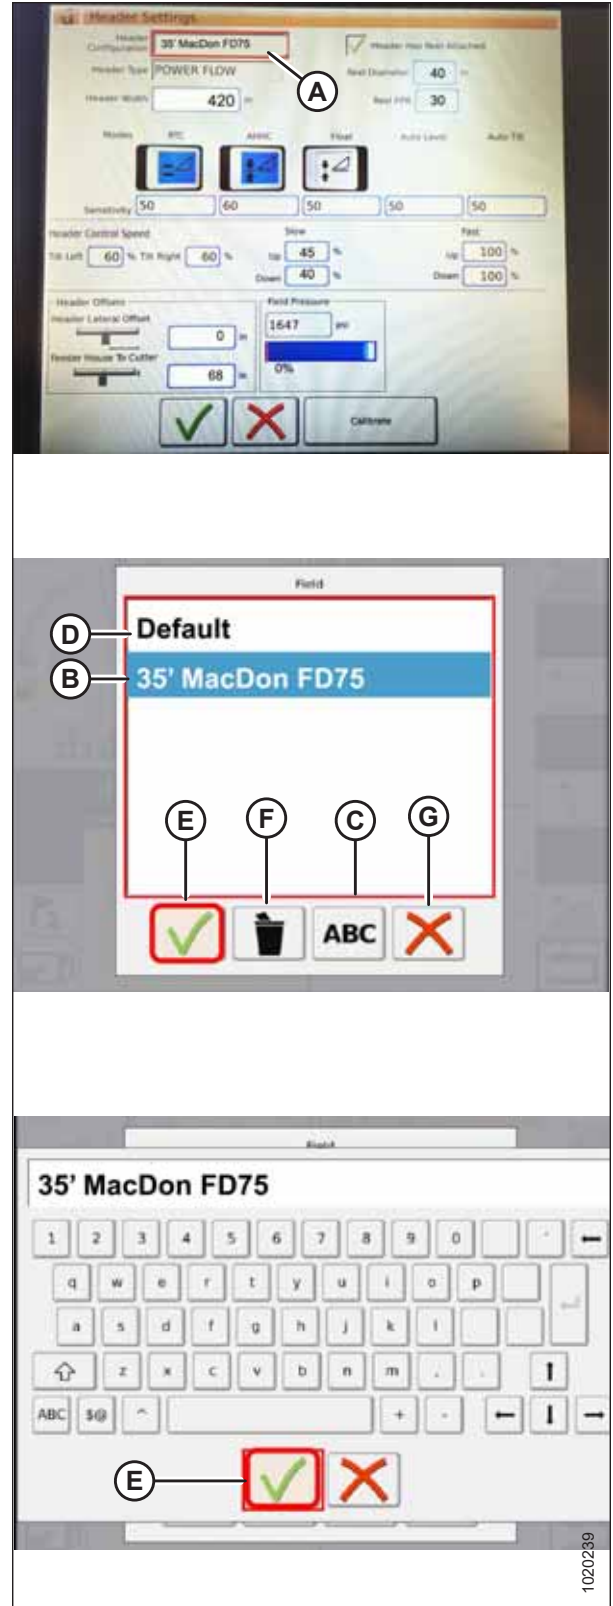 Header Settings
Header Configuration 35' MacDon FD75 Header Has Reel Attached
Header Type POWER FLOW Reel Diameter 40 in
Header Width 420 in Reel PPR 30
A
Modes RTC AHHC Float Auto Level Auto Tilt
Sensitivity 50 60 50 50 50
Header Control Speed Slow Fast
Tilt Left 60 % Tilt Right 60 % Up 45 % Up 100 %
Down 40 % Down 100 %
Header Offsets Field Pressure
Header Lateral Offset 0 in 1647 psi
Feeder House To Cutter 68 in 0%
Calibrate
Field
D Default
B 35' MacDon FD75
E F C G
ABC
Field
35' MacDon FD75
1 2 3 4 5 6 7 8 9 0 '
q w e r t y u i o p
a s d f g h j k l
z x c v b n m , .
ABC $@ ^ + -
E
1020239